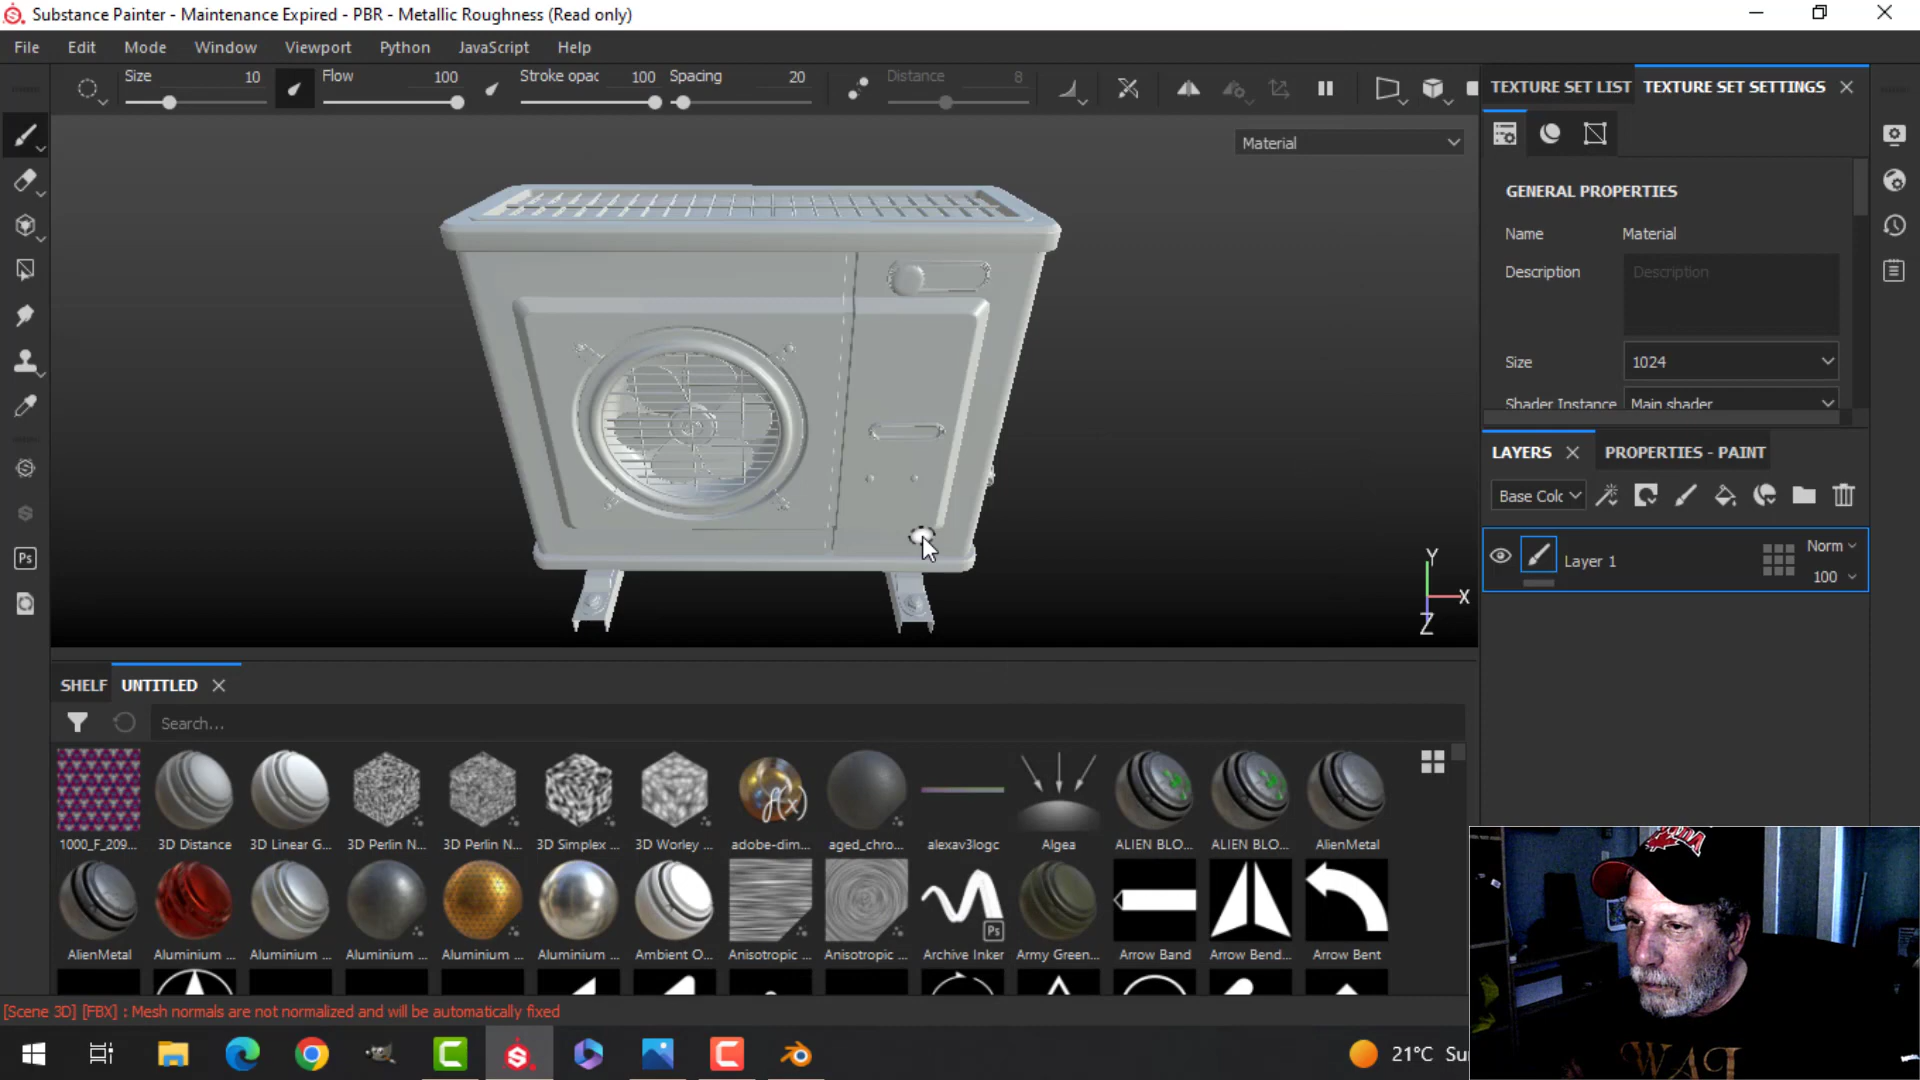 Substance Painter - Maintenance Expired - PBR - Metallic Roughness (Read only)
File Edit Mode Window Viewport Python JavaScript Help
Size 10 Flow 100 Stroke opac 100 Spacing 20 Distance 8
TEXTURE SET LIST TEXTURE SET SETTINGS
Material
GENERAL PROPERTIES
Name Material
Description Description
Size 1024
Shader Instance Main shader
LAYERS PROPERTIES - PAINT
Base Colc
Layer 1 Norm
100
Y
X
Z
Ps
SHELF UNTITLED
Search...
1000_F_209... 3D Distance 3D Linear G... 3D Perlin N... 3D Perlin N... 3D Simplex ... 3D Worley ... adobe-dim... aged_chro... alexav3logc Algea ALIEN BLO... ALIEN BLO... AlienMetal
AlienMetal Aluminium ... Aluminium ... Aluminium ... Aluminium ... Aluminium ... Ambient O... Anisotropic ... Anisotropic ... Archive Inker Army Green... Arrow Band Arrow Bend... Arrow Bent
[Scene 3D] [FBX] : Mesh normals are not normalized and will be automatically fixed
21°C Su